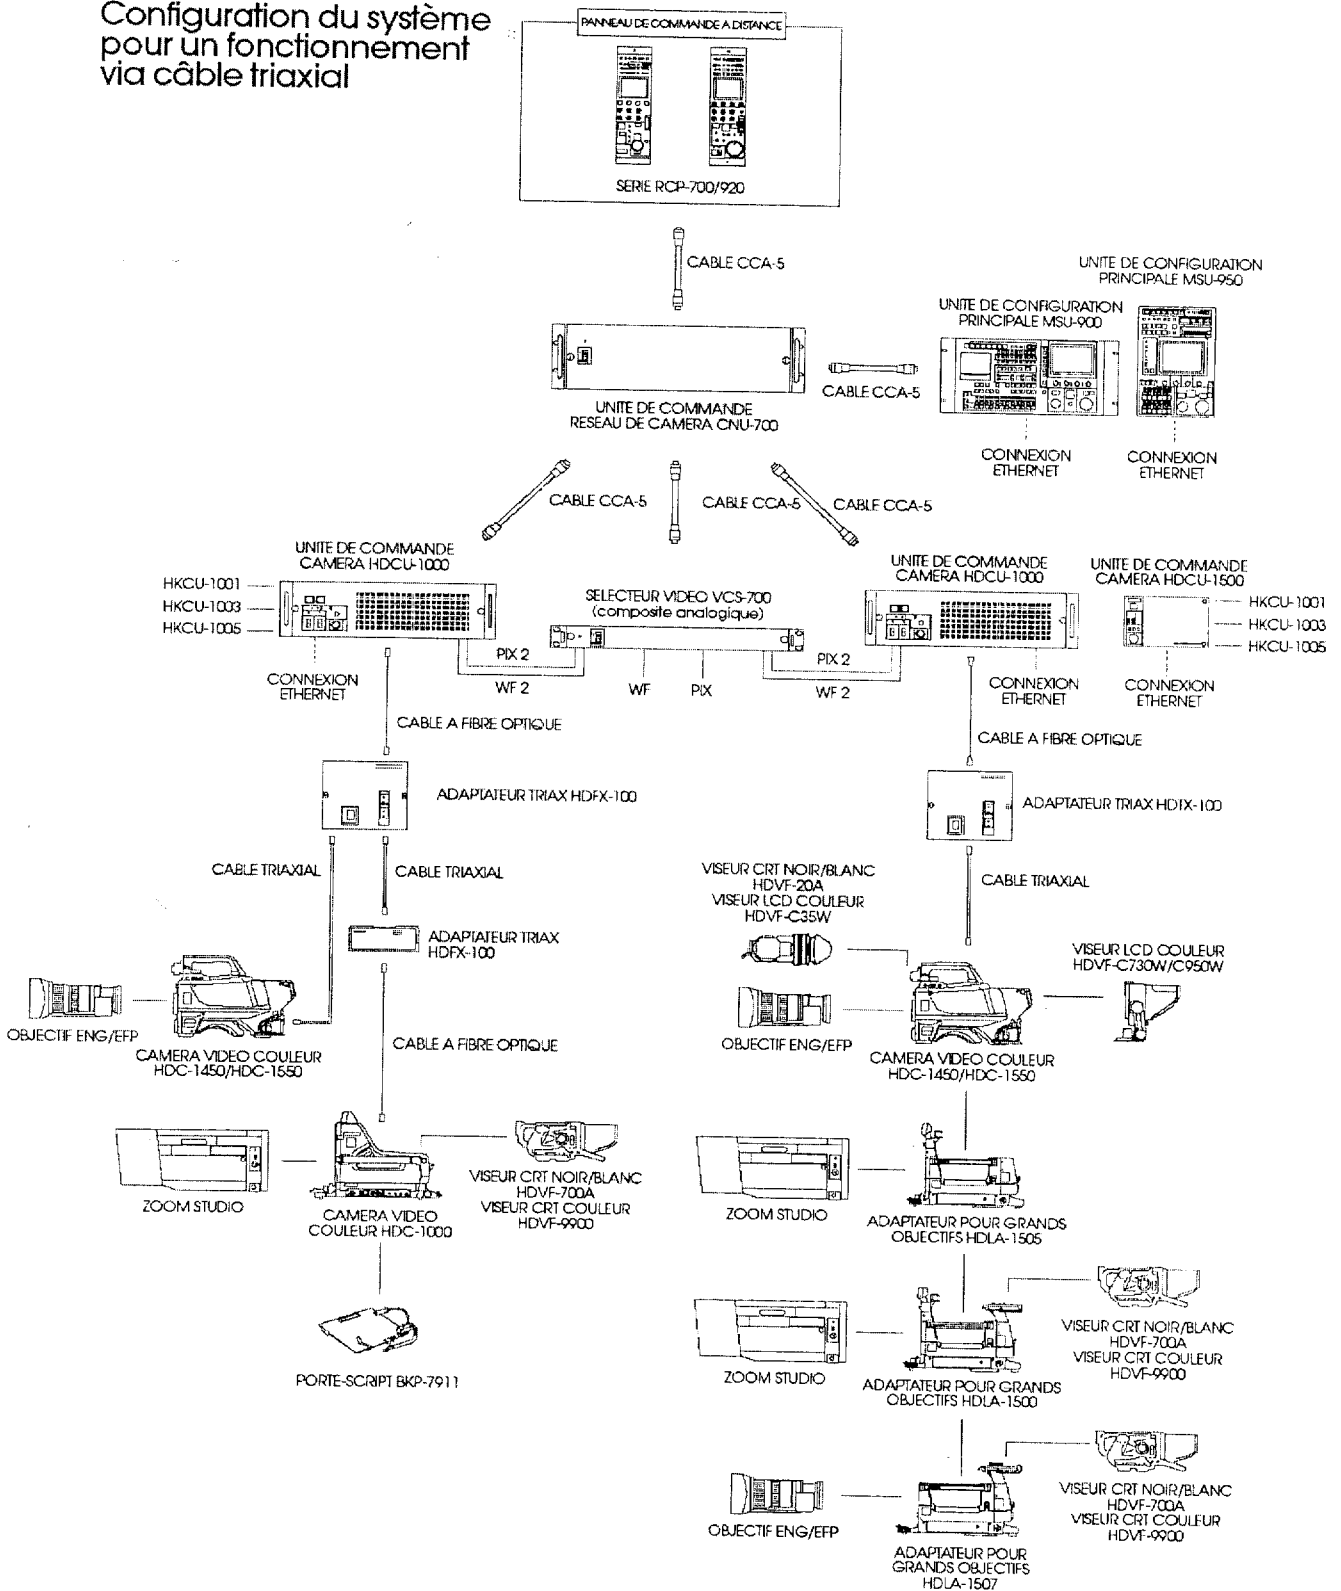 Configuration du système
pour un fonctionnement
via câble triaxial
PANNEAU DE COMMANDE A DISTANCE
SERIE RCP-700/920
CABLE CCA-5
UNITE DE CONFIGURATION
PRINCIPALE MSU-950
UNITE DE CONFIGURATION
PRINCIPALE MSU-900
CABLE CCA-5
UNITE DE COMMANDE
RESEAU DE CAMERA CNU-700
CONNEXION
ETHERNET
CONNEXION
ETHERNET
CABLE CCA-5
CABLE CCA-5
CABLE CCA-5
UNITE DE COMMANDE
CAMERA HDCU-1000
HKCU-1001
HKCU-1003
HKCU-1005
SELECTEUR VIDEO VCS-700
(composite analogique)
UNITE DE COMMANDE
CAMERA HDCU-1000
UNITE DE COMMANDE
CAMERA HDCU-1500
HKCU-1001
HKCU-1003
HKCU-1005
PIX 2
WF 2
WF
PIX
PIX 2
WF 2
CONNEXION
ETHERNET
CONNEXION
ETHERNET
CONNEXION
ETHERNET
CABLE A FIBRE OPTIQUE
CABLE A FIBRE OPTIQUE
ADAPTATEUR TRIAX HDFX-100
ADAPTATEUR TRIAX HDFX-100
CABLE TRIAXIAL
CABLE TRIAXIAL
VISEUR CRT NOIR/BLANC
HDVF-20A
VISEUR LCD COULEUR
HDVF-C35W
CABLE TRIAXIAL
ADAPTATEUR TRIAX
HDFX-100
VISEUR LCD COULEUR
HDVF-C730W/C950W
OBJECTIF ENG/EFP
CAMERA VIDEO COULEUR
HDC-1450/HDC-1550
CABLE A FIBRE OPTIQUE
OBJECTIF ENG/EFP
CAMERA VIDEO COULEUR
HDC-1450/HDC-1550
ZOOM STUDIO
CAMERA VIDEO
COULEUR HDC-1000
VISEUR CRT NOIR/BLANC
HDVF-700A
VISEUR CRT COULEUR
HDVF-9900
ZOOM STUDIO
ADAPTATEUR POUR GRANDS
OBJECTIFS HDLA-1505
PORTE-SCRIPT BKP-7911
ZOOM STUDIO
ADAPTATEUR POUR GRANDS
OBJECTIFS HDLA-1500
VISEUR CRT NOIR/BLANC
HDVF-700A
VISEUR CRT COULEUR
HDVF-9900
OBJECTIF ENG/EFP
ADAPTATEUR POUR
GRANDS OBJECTIFS
HDLA-1507
VISEUR CRT NOIR/BLANC
HDVF-700A
VISEUR CRT COULEUR
HDVF-9900